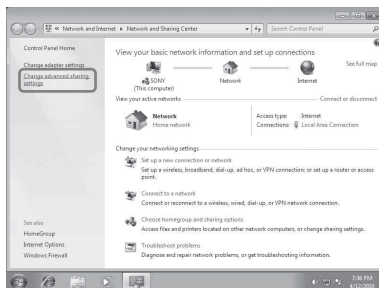 « Network and Internet ▸ Network and Sharing Center
Search Control Panel
Control Panel Home
Change adapter settings
Change advanced sharing
settings
See also
HomeGroup
Internet Options
Windows Firewall
View your basic network information and set up connections
See full map
SONY
(This computer)
Network
Internet
View your active networks
Connect or disconnect
Network
Home network
Access type: Internet
Connections: Local Area Connection
Change your networking settings
Set up a new connection or network
Set up a wireless, broadband, dial-up, ad hoc, or VPN connection; or set up a router or access
point.
Connect to a network
Connect or reconnect to a wireless, wired, dial-up, or VPN network connection.
Choose homegroup and sharing options
Access files and printers located on other network computers, or change sharing settings.
Troubleshoot problems
Diagnose and repair network problems, or get troubleshooting information.
7:36 PM
4/12/2010